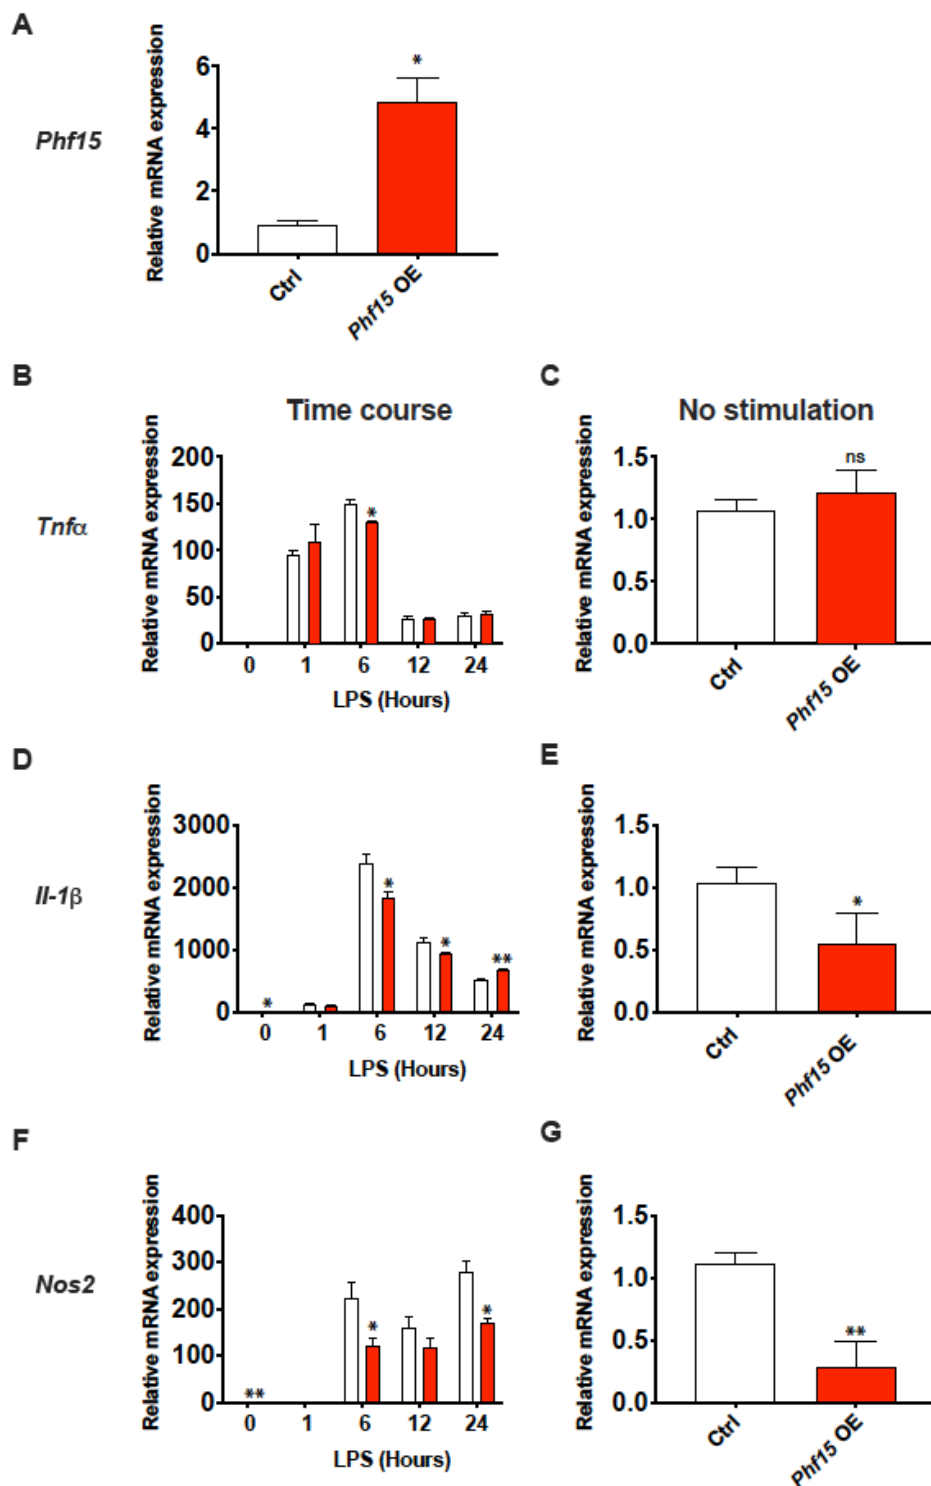 A
Phf15
Relative mRNA expression
6
4
2
0
*
Ctrl
Phf15 OE
B
Time course
Tnfα
Relative mRNA expression
200
150
100
50
0
*
0 1 6 12 24
LPS (Hours)
C
No stimulation
Relative mRNA expression
1.5
1.0
0.5
0.0
ns
Ctrl
Phf15 OE
D
Il-1β
Relative mRNA expression
3000
2000
1000
0
* * * **
0 1 6 12 24
LPS (Hours)
E
Relative mRNA expression
1.5
1.0
0.5
0.0
*
Ctrl
Phf15 OE
F
Nos2
Relative mRNA expression
400
300
200
100
0
** * *
0 1 6 12 24
LPS (Hours)
G
Relative mRNA expression
1.5
1.0
0.5
0.0
**
Ctrl
Phf15 OE